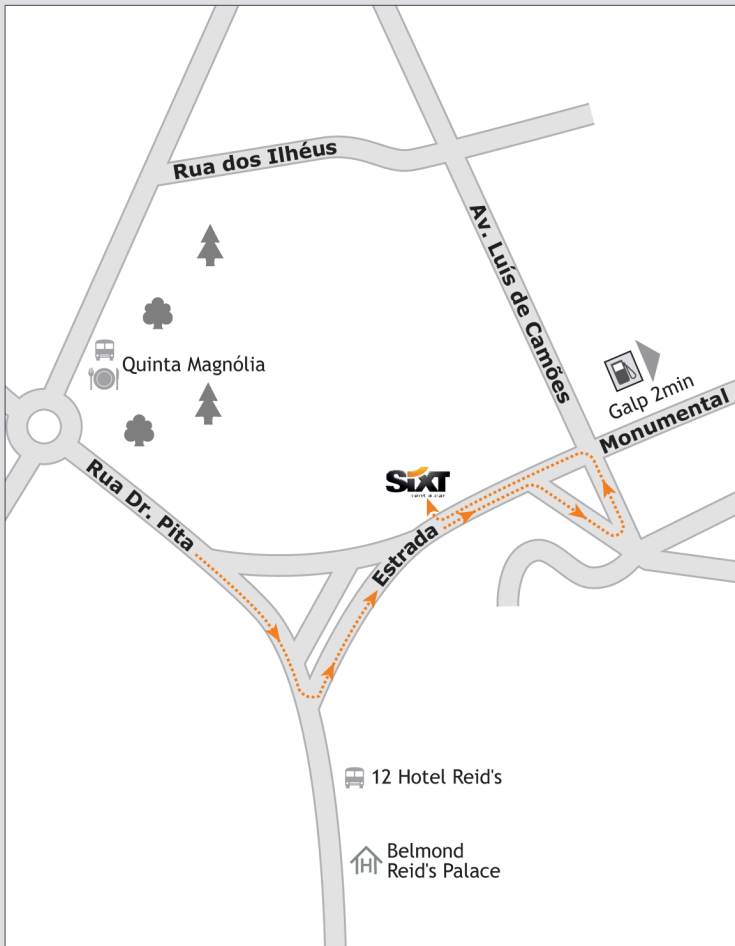 Rua dos Ilhéus
Av. Luís de Camões
Quinta Magnólia
Galp 2min
Monumental
Rua Dr. Pita
SIXT
rent a car
Estrada
12 Hotel Reid's
H
Belmond
Reid's Palace